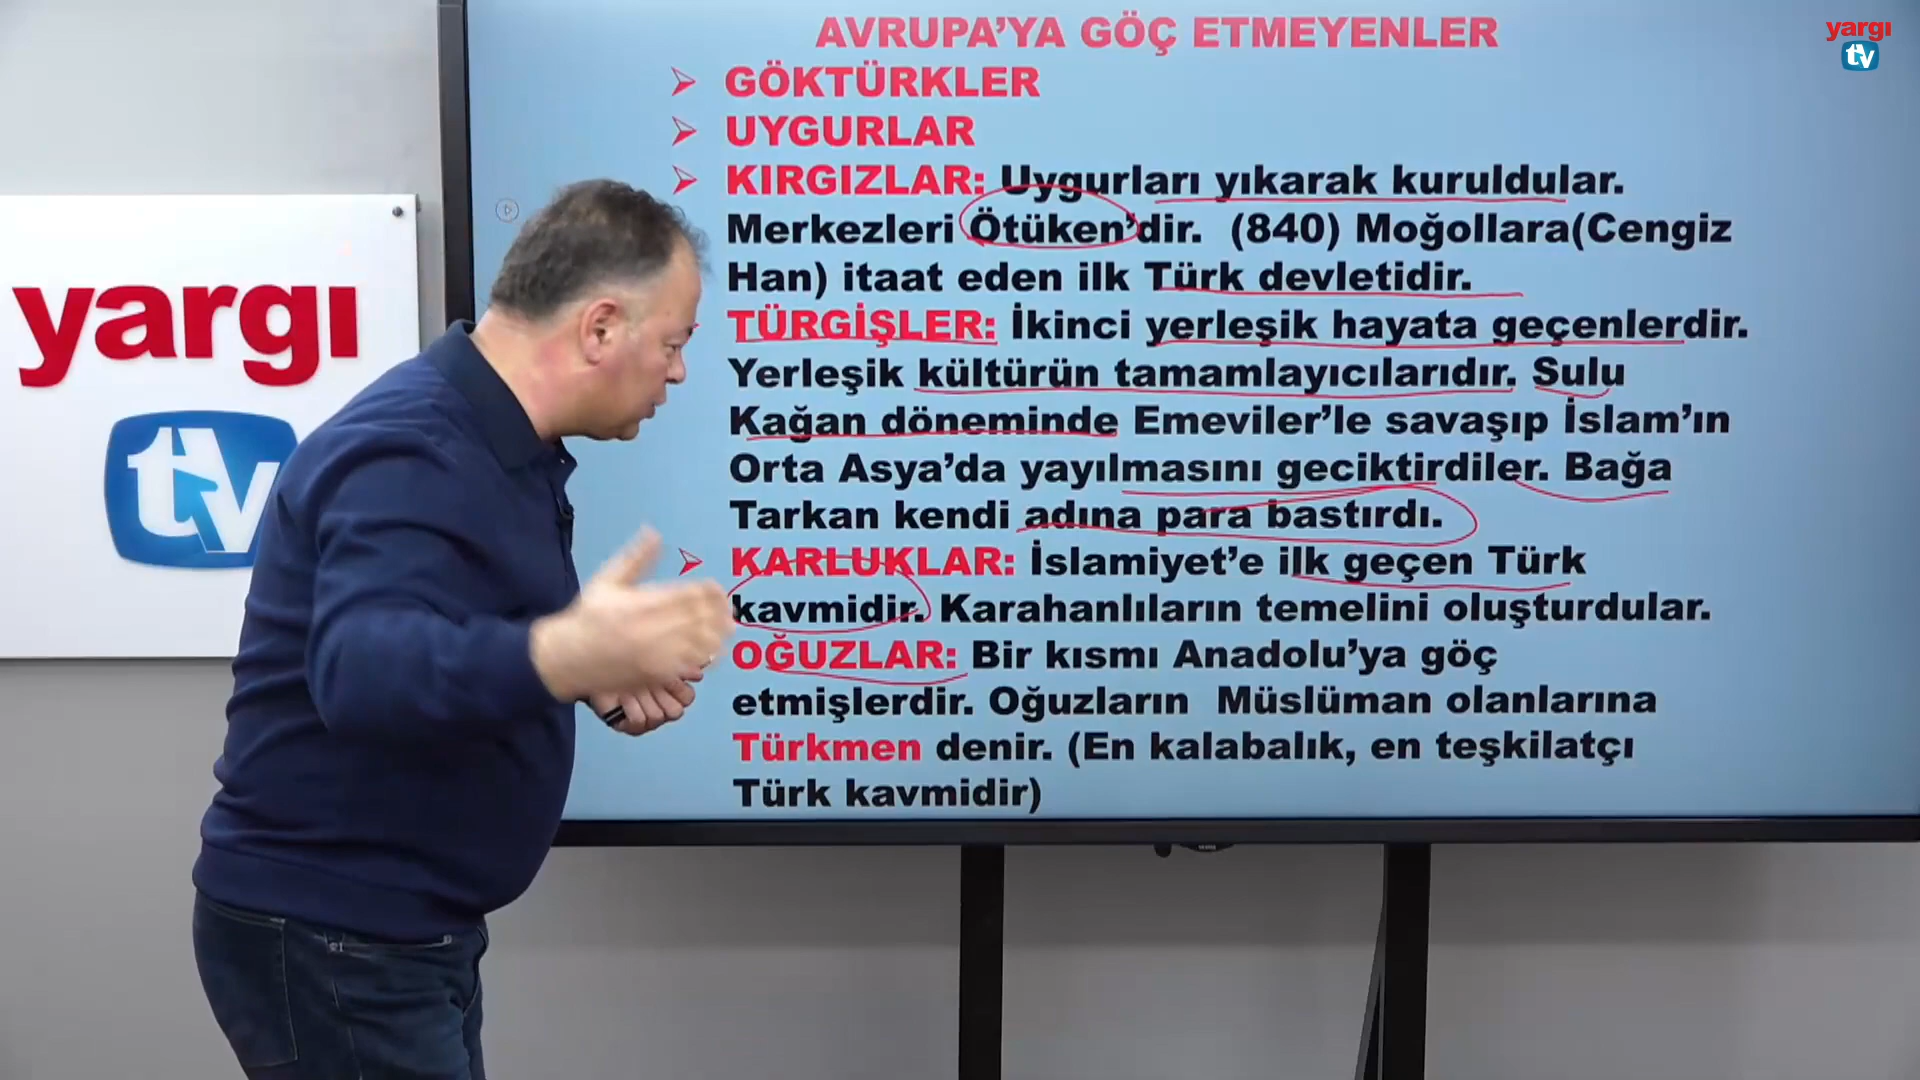 AVRUPA'YA GÖÇ ETMEYENLER
GÖKTÜRKLER
UYGURLAR
KIRGIZLAR: Uygurları yıkarak kuruldular.
Merkezleri Ötüken'dir. (840) Moğollara(Cengiz
Han) itaat eden ilk Türk devletidir.
TÜRGİŞLER: İkinci yerleşik hayata geçenlerdir.
Yerleşik kültürün tamamlayıcılarıdır. Sulu
Kağan döneminde Emeviler'le savaşıp İslam'ın
Orta Asya'da yayılmasını geciktirdiler. Bağa
Tarkan kendi adına para bastırdı.
KARLUKLAR: İslamiyet'e ilk geçen Türk
kavmidir. Karahanlıların temelini oluşturdular.
OĞUZLAR: Bir kısmı Anadolu'ya göç
etmişlerdir. Oğuzların Müslüman olanlarına
Türkmen denir. (En kalabalık, en teşkilatçı
Türk kavmidir)
yargı
tv
yargı
tv